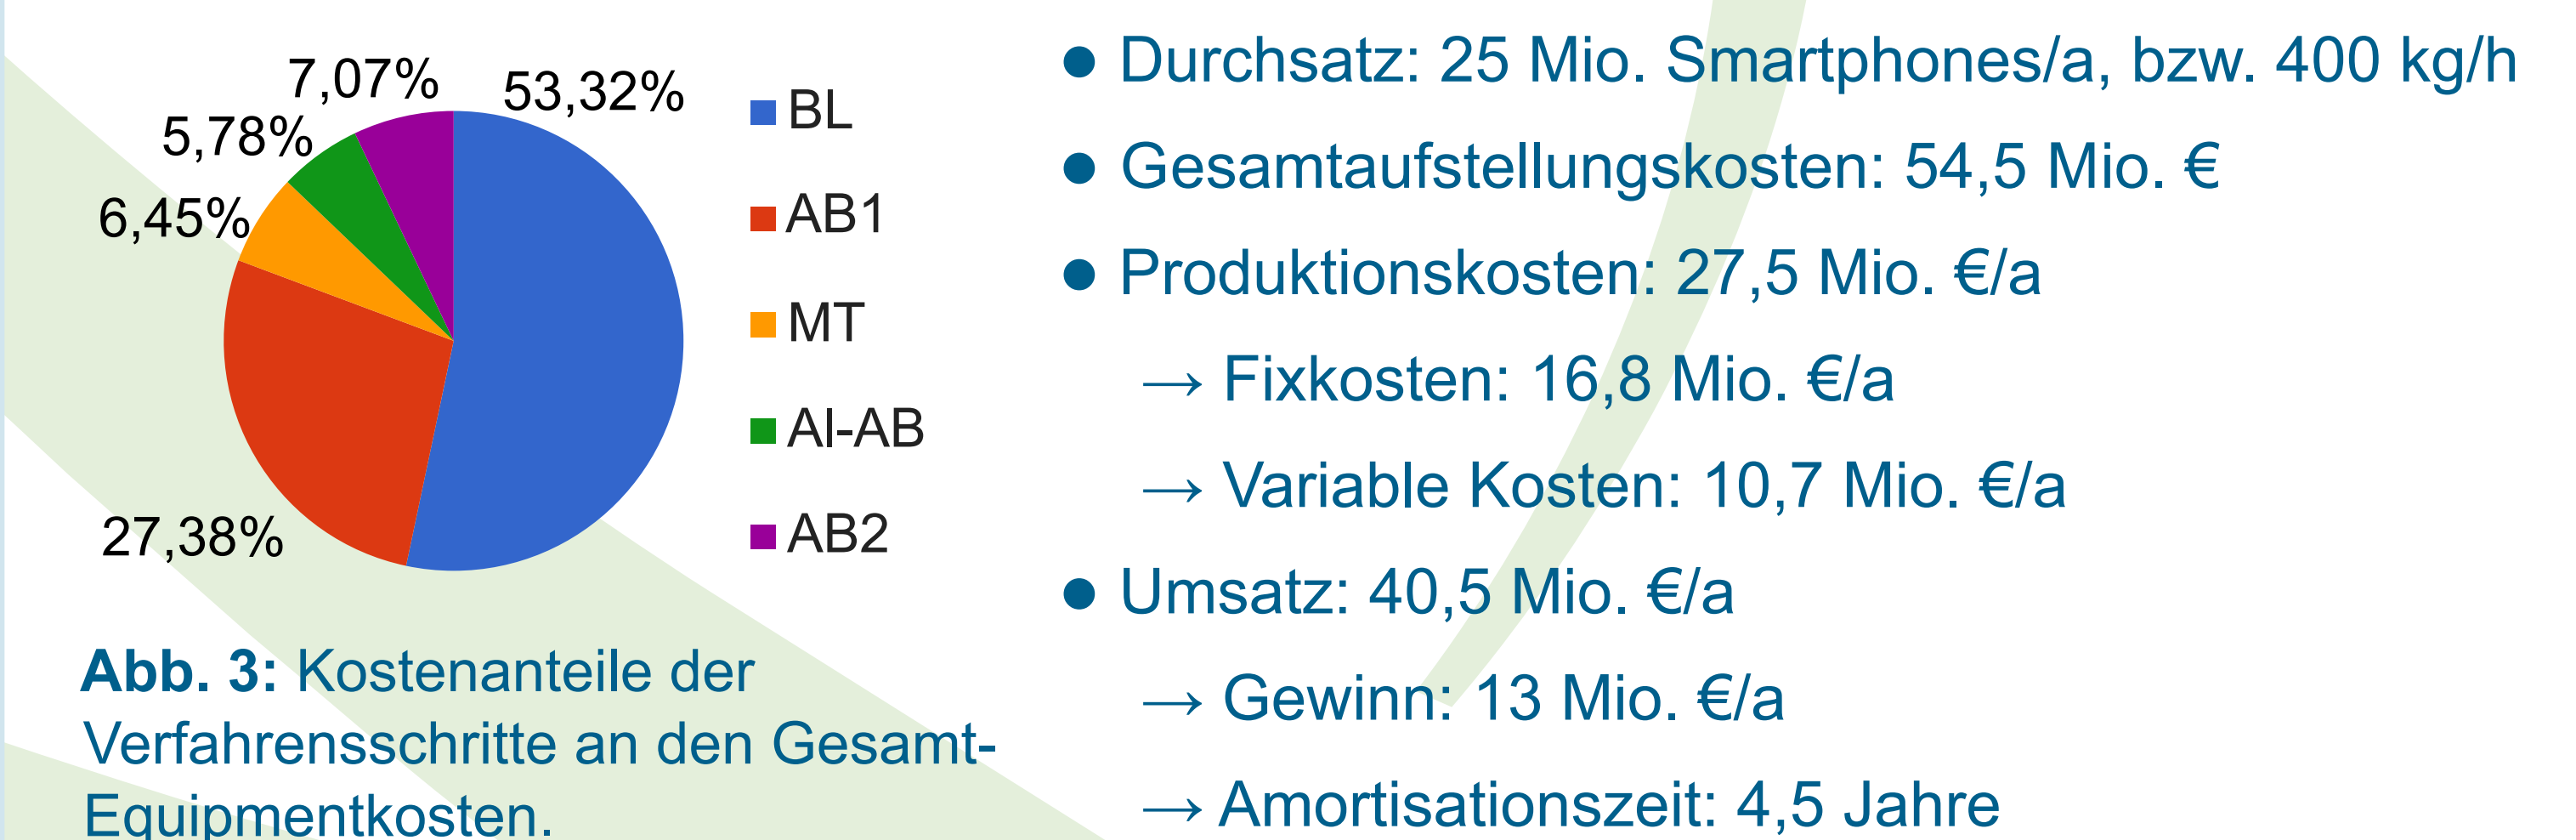 7,07%
53,32%
5,78%
6,45%
27,38%
BL
AB1
MT
AI-AB
AB2
Abb. 3: Kostenanteile der
Verfahrensschritte an den Gesamt-
Equipmentkosten.
● Durchsatz: 25 Mio. Smartphones/a, bzw. 400 kg/h
● Gesamtaufstellungskosten: 54,5 Mio. €
● Produktionskosten: 27,5 Mio. €/a
→ Fixkosten: 16,8 Mio. €/a
→ Variable Kosten: 10,7 Mio. €/a
● Umsatz: 40,5 Mio. €/a
→ Gewinn: 13 Mio. €/a
→ Amortisationszeit: 4,5 Jahre